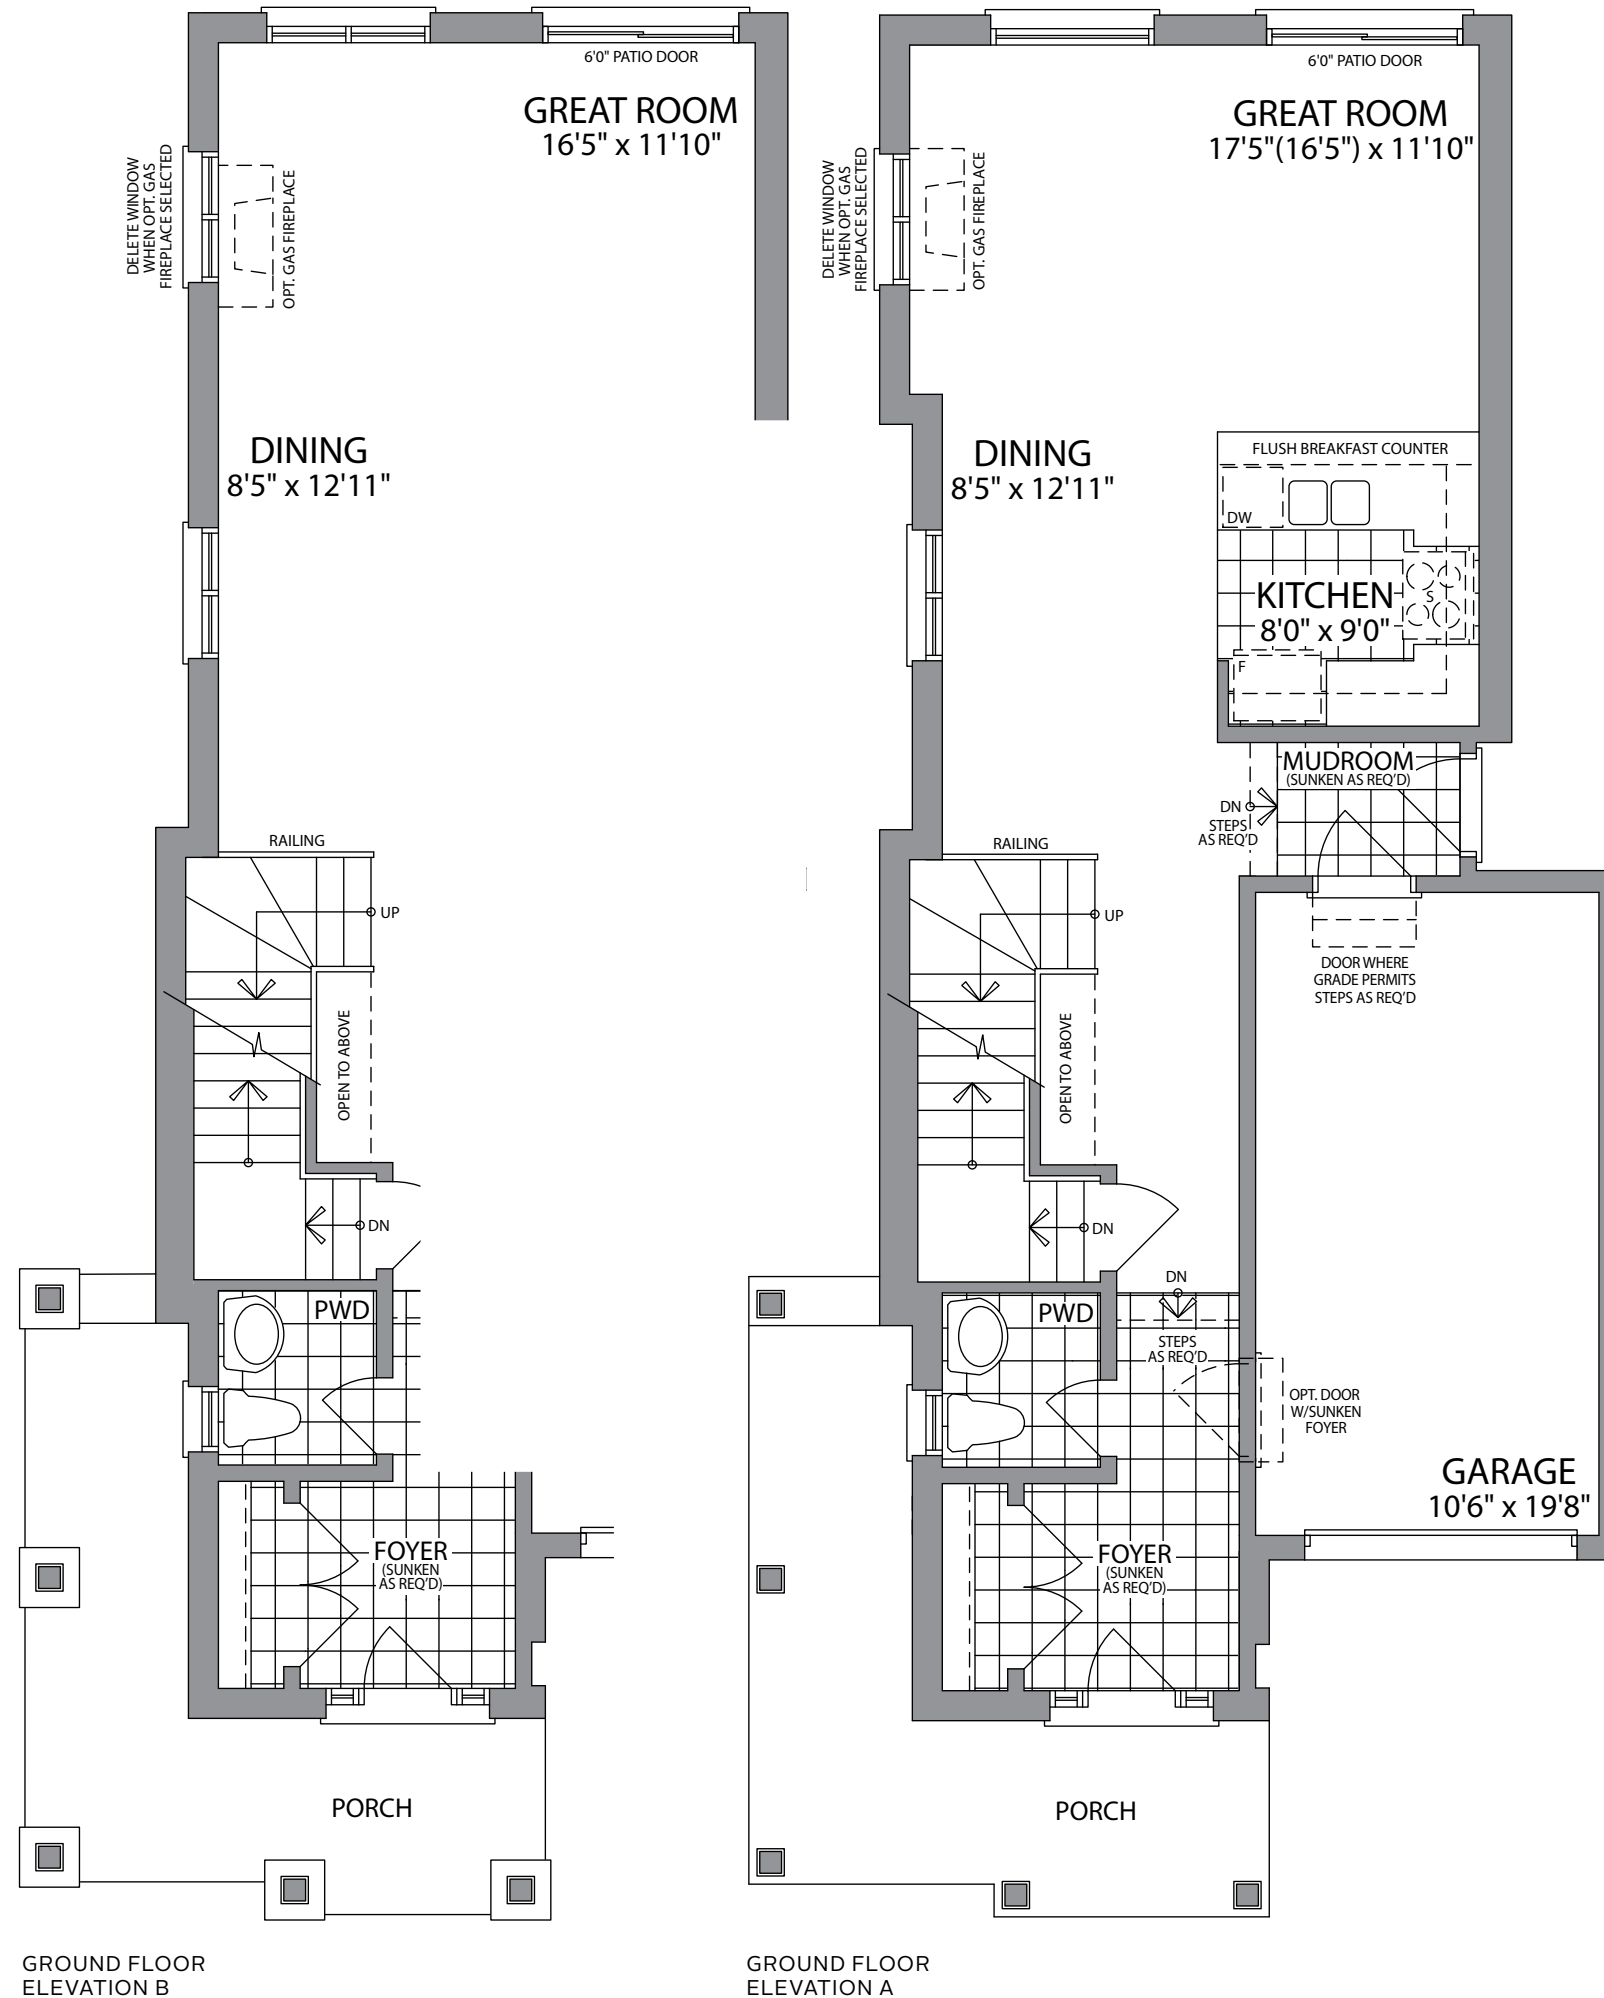 6'0" PATIO DOOR
GREAT ROOM
16'5" x 11'10"
DELETE WINDOW
WHEN OPT. GAS
FIREPLACE SELECTED
OPT. GAS FIREPLACE
DINING
8'5" x 12'11"
RAILING
UP
OPEN TO ABOVE
DN
PWD
FOYER
(SUNKEN
AS REQ'D)
PORCH
GROUND FLOOR
ELEVATION B
6'0" PATIO DOOR
GREAT ROOM
17'5"(16'5") x 11'10"
DELETE WINDOW
WHEN OPT. GAS
FIREPLACE SELECTED
OPT. GAS FIREPLACE
DINING
8'5" x 12'11"
FLUSH BREAKFAST COUNTER
DW
KITCHEN
8'0" x 9'0"
S
F
MUDROOM
(SUNKEN AS REQ'D)
DN
STEPS
AS REQ'D
RAILING
UP
DOOR WHERE
GRADE PERMITS
STEPS AS REQ'D
OPEN TO ABOVE
DN
DN
PWD
STEPS
AS REQ'D
OPT. DOOR
W/SUNKEN
FOYER
GARAGE
10'6" x 19'8"
FOYER
(SUNKEN
AS REQ'D)
PORCH
GROUND FLOOR
ELEVATION A